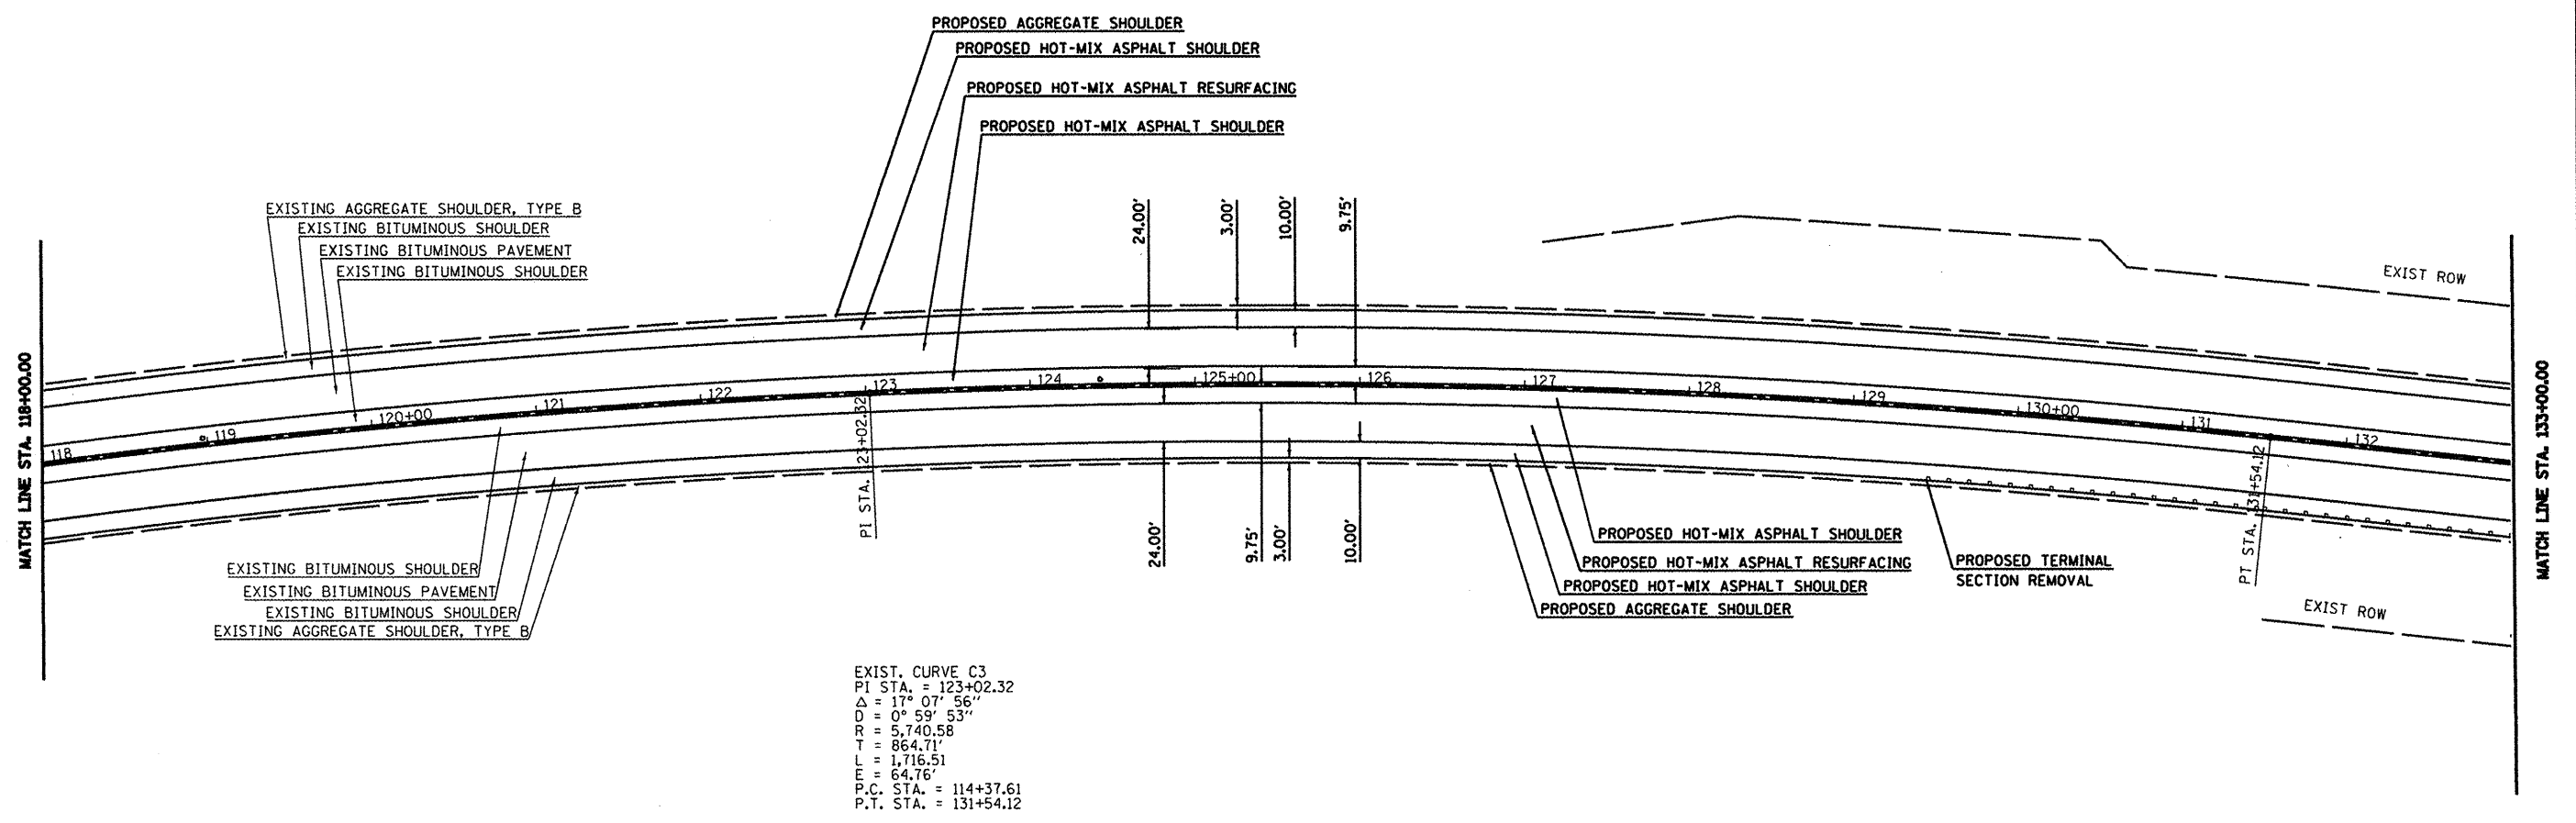 PROPOSED AGGREGATE SHOULDER
PROPOSED HOT-MIX ASPHALT SHOULDER
PROPOSED HOT-MIX ASPHALT RESURFACING
PROPOSED HOT-MIX ASPHALT SHOULDER
EXISTING AGGREGATE SHOULDER, TYPE B
EXISTING BITUMINOUS SHOULDER
EXISTING BITUMINOUS PAVEMENT
EXISTING BITUMINOUS SHOULDER
24.00'
3.00'
10.00'
9.75'
EXIST ROW
MATCH LINE STA. 118+00.00
118
119
120+00
121
122
123
124
125+00
126
127
128
129
130+00
131
132
MATCH LINE STA. 133+00.00
PI STA. 123+02.32
PT STA. 131+54.12
24.00'
9.75'
3.00'
10.00'
EXISTING BITUMINOUS SHOULDER
EXISTING BITUMINOUS PAVEMENT
EXISTING BITUMINOUS SHOULDER
EXISTING AGGREGATE SHOULDER, TYPE B
PROPOSED HOT-MIX ASPHALT SHOULDER
PROPOSED HOT-MIX ASPHALT RESURFACING
PROPOSED HOT-MIX ASPHALT SHOULDER
PROPOSED AGGREGATE SHOULDER
PROPOSED TERMINAL
SECTION REMOVAL
EXIST ROW
EXIST. CURVE C3
PI STA. = 123+02.32
Δ = 17° 07' 56"
D = 0° 59' 53"
R = 5,740.58
T = 864.71'
L = 1,716.51
E = 64.76'
P.C. STA. = 114+37.61
P.T. STA. = 131+54.12